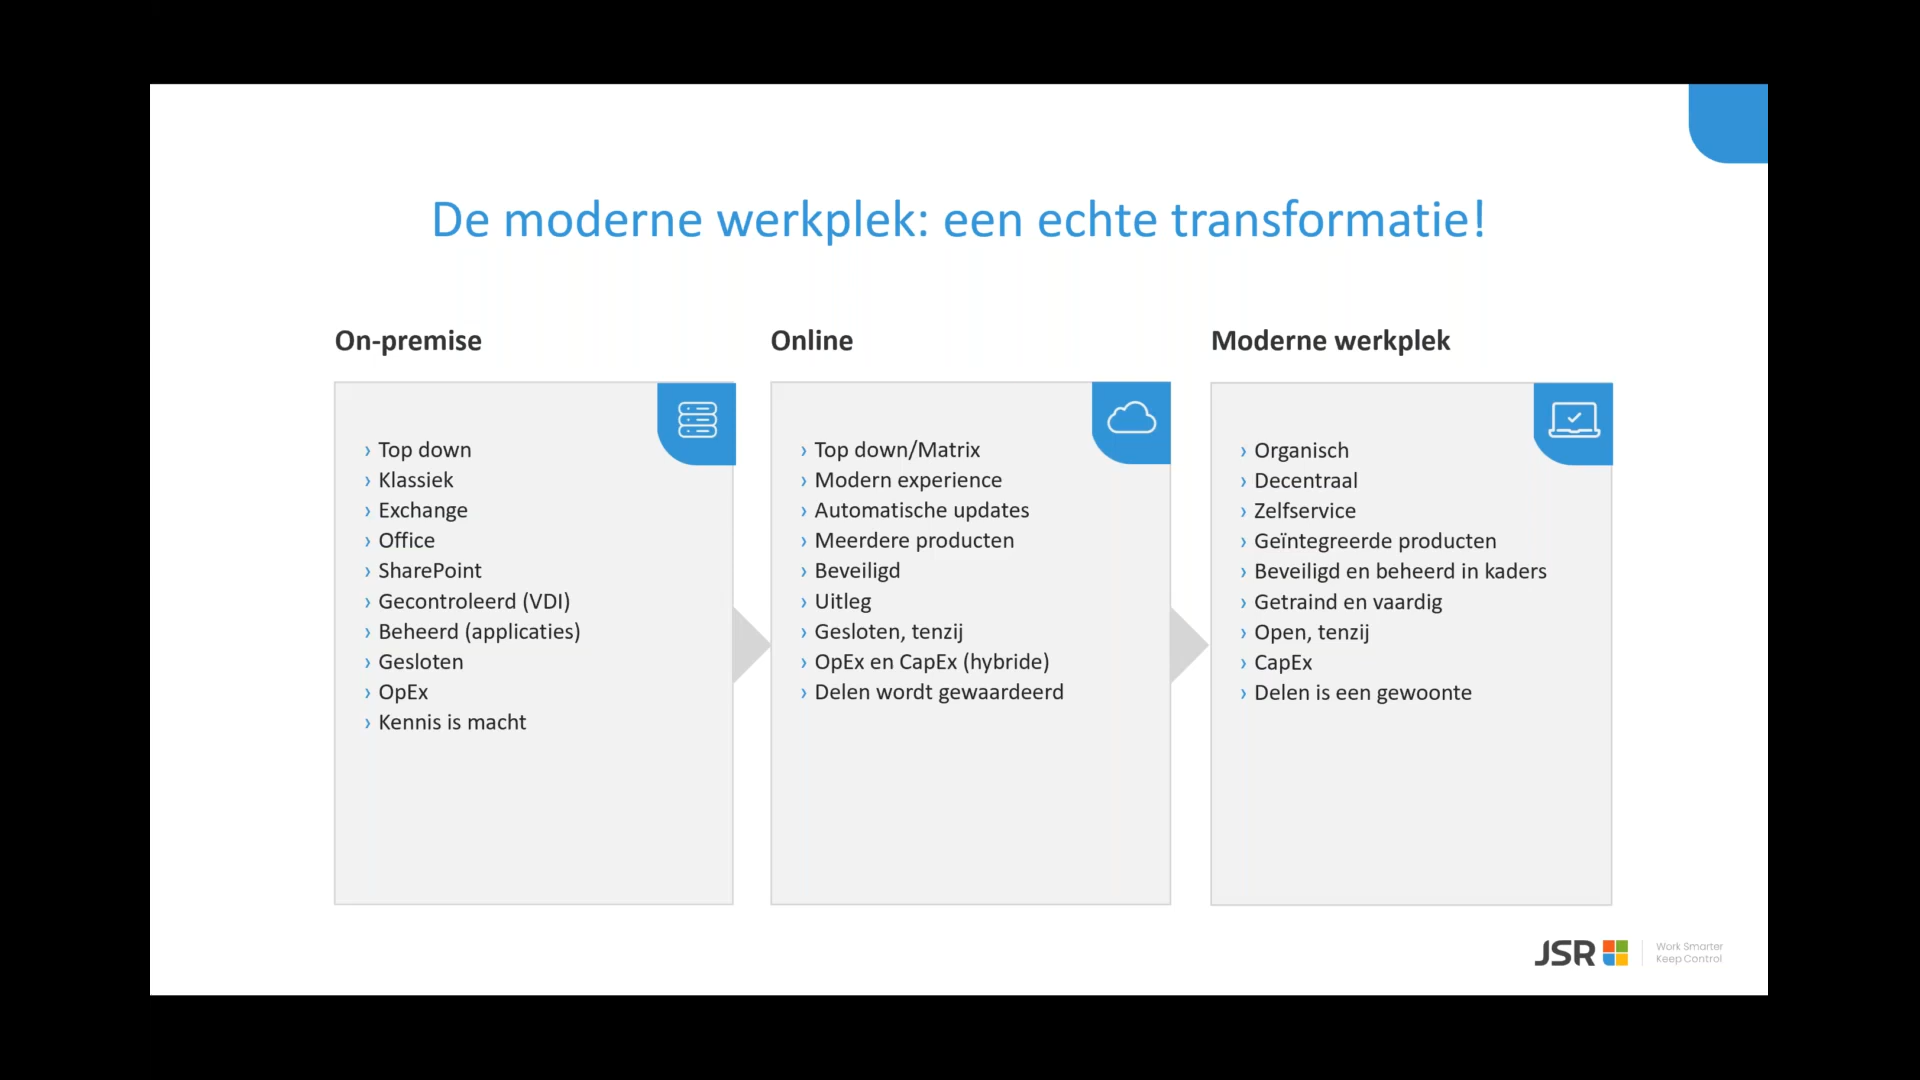 De moderne werkplek: een echte transformatie!
On-premise
› Top down
› Klassiek
› Exchange
› Office
› SharePoint
› Gecontroleerd (VDI)
› Beheerd (applicaties)
› Gesloten
› OpEx
› Kennis is macht
Online
› Top down/Matrix
› Modern experience
› Automatische updates
› Meerdere producten
› Beveiligd
› Uitleg
› Gesloten, tenzij
› OpEx en CapEx (hybride)
› Delen wordt gewaardeerd
Moderne werkplek
› Organisch
› Decentraal
› Zelfservice
› Geïntegreerde producten
› Beveiligd en beheerd in kaders
› Getraind en vaardig
› Open, tenzij
› CapEx
› Delen is een gewoonte
JSR
Work Smarter
Keep Control